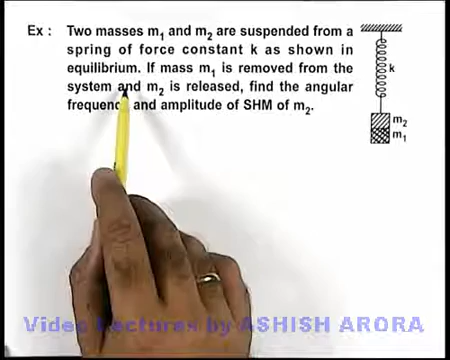 Ex : Two masses m₁ and m₂ are suspended from a
spring of force constant k as shown in
equilibrium. If mass m₁ is removed from the
system and m₂ is released, find the angular
frequency and amplitude of SHM of m₂.
k
m₂
m₁
Video Lectures by ASHISH ARORA